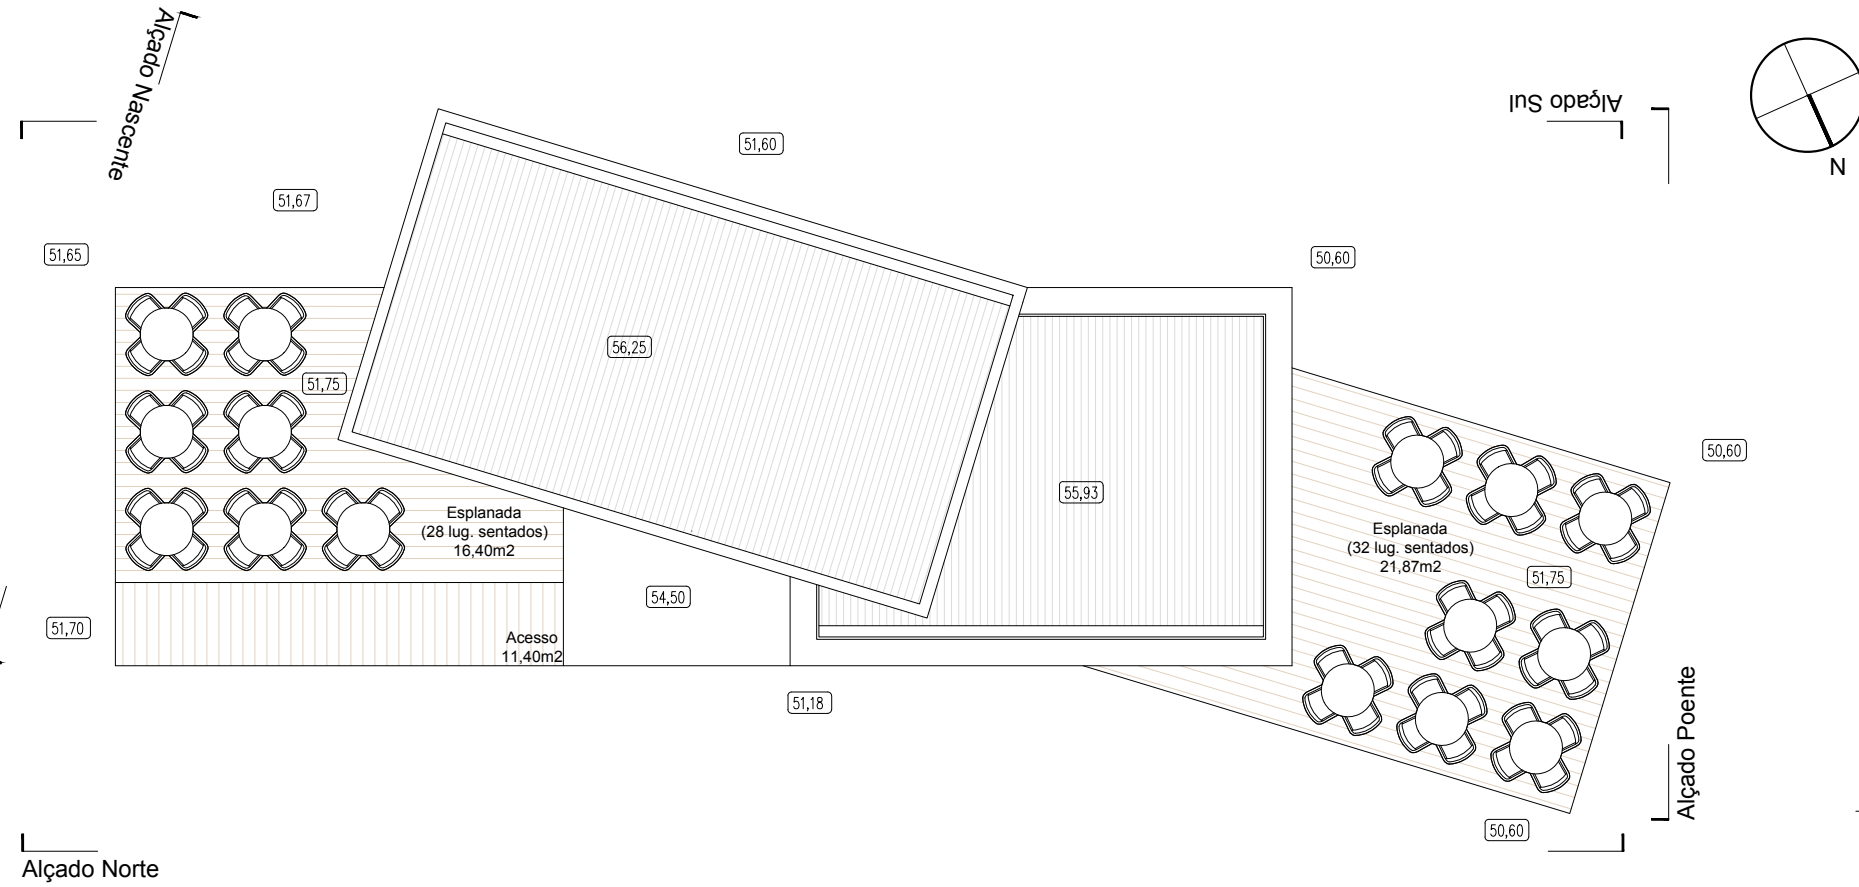 Alçado Nascente
Alçado Sul
N
51,60
51,67
51,65
50,60
56,25
51,75
50,60
55,93
Esplanada
(28 lug. sentados)
16,40m2
Esplanada
(32 lug. sentados)
21,87m2
51,75
54,50
51,70
Acesso
11,40m2
51,18
Alçado Poente
50,60
Alçado Norte